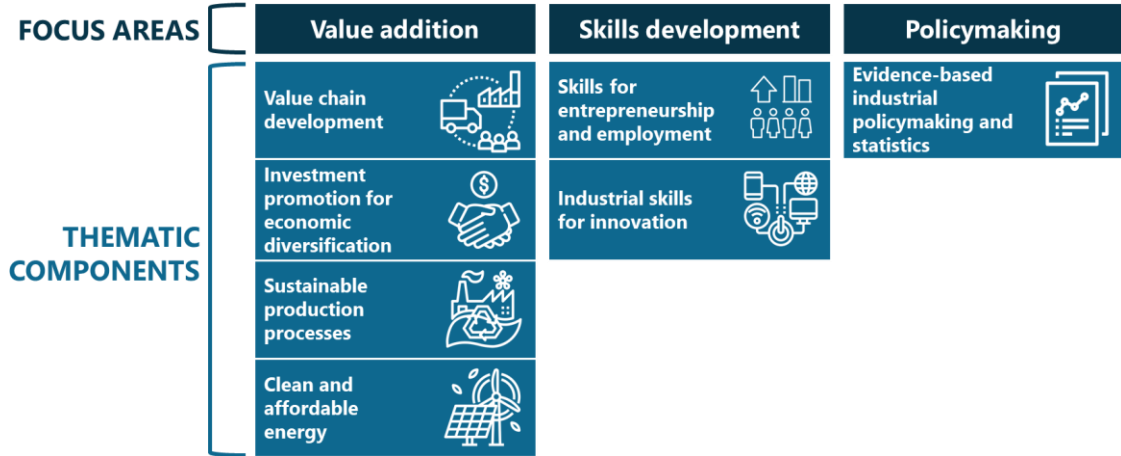 FOCUS AREAS
Value addition
Skills development
Policymaking
THEMATIC
COMPONENTS
Value chain
development
Investment
promotion for
economic
diversification
Sustainable
production
processes
Clean and
affordable
energy
Skills for
entrepreneurship
and employment
Industrial skills
for innovation
Evidence-based
industrial
policymaking and
statistics
$